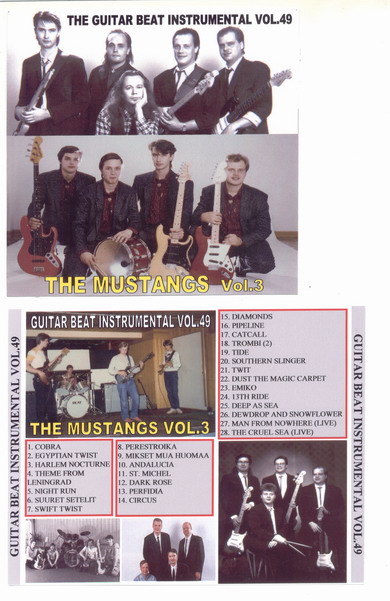 THE GUITAR BEAT INSTRUMENTAL VOL.49
THE MUSTANGS Vol.3
GUITAR BEAT INSTRUMENTAL VOL.49
GUITAR BEAT INSTRUMENTAL VOL.49
THE MUSTANGS VOL.3
1. COBRA
2. EGYPTIAN TWIST
3. HARLEM NOCTURNE
4. THEME FROM
LENINGRAD
5. NIGHT RUN
6. SUURET SETELIT
7. SWIFT TWIST
8. PERESTROIKA
9. MIKSET MUA HUOMAA
10. ANDALUCIA
11. ST. MICHEL
12. DARK ROSE
13. PERFIDIA
14. CIRCUS
15. DIAMONDS
16. PIPELINE
17. CATCALL
18. TROMBI (2)
19. TIDE
20. SOUTHERN SLINGER
21. TWIT
22. DUST THE MAGIC CARPET
23. EMIKO
24. 13TH RIDE
25. DEEP AS SEA
26. DEWDROP AND SNOWFLOWER
27. MAN FROM NOWHERE (LIVE)
28. THE CRUEL SEA (LIVE)
GUITAR BEAT INSTRUMENTAL VOL.49